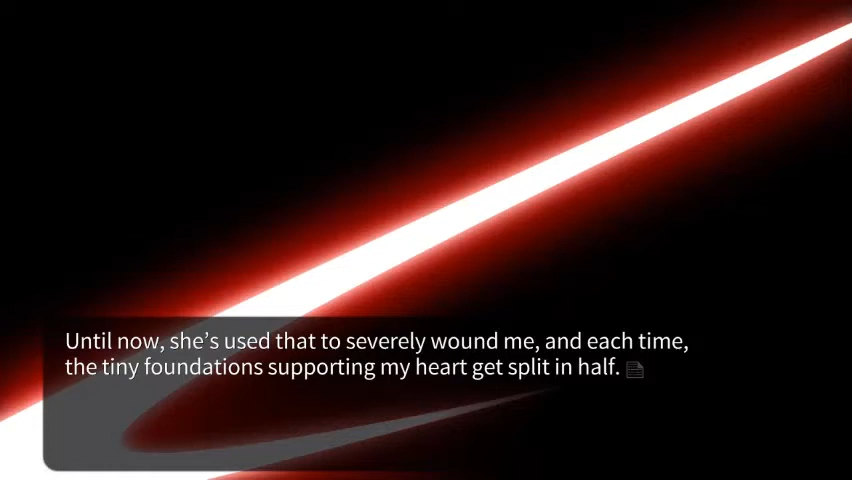 Until now, she’s used that to severely wound me, and each time,
the tiny foundations supporting my heart get split in half.